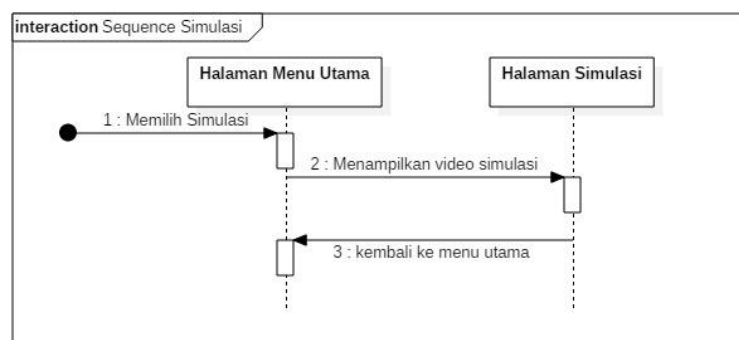 interaction Sequence Simulasi
Halaman Menu Utama
Halaman Simulasi
1 : Memilih Simulasi
2 : Menampilkan video simulasi
3 : kembali ke menu utama